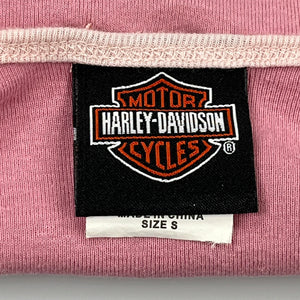 MOTOR
HARLEY-DAVIDSON
CYCLES
®
MADE IN CHINA
SIZE S